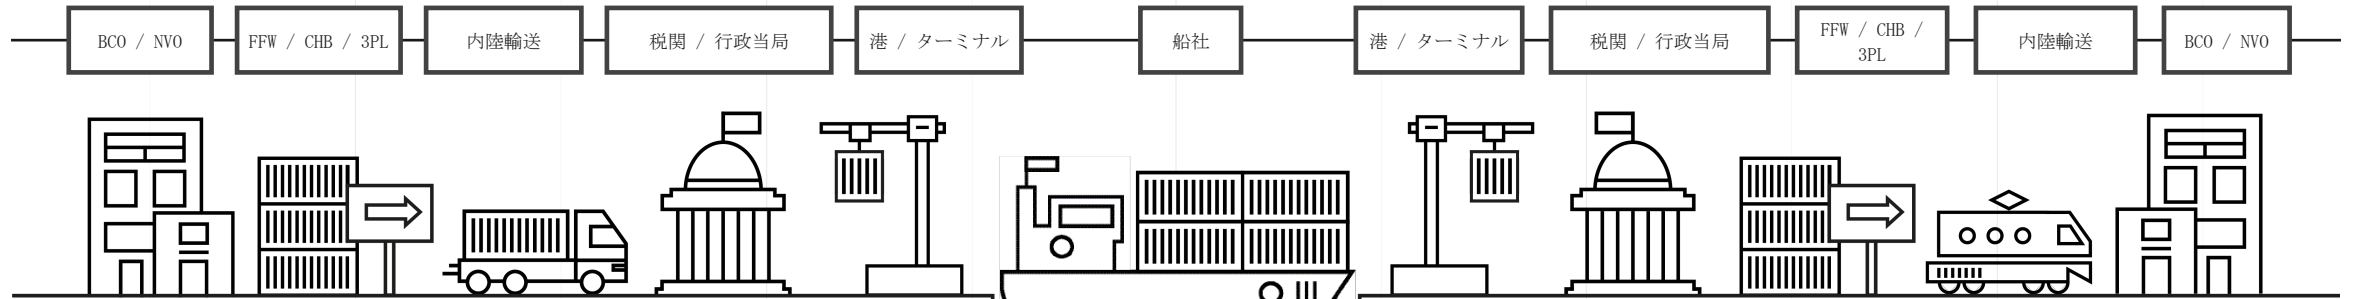 BCO / NVO
FFW / CHB / 3PL
内陸輸送
税関 / 行政当局
港 / ターミナル
船社
港 / ターミナル
税関 / 行政当局
FFW / CHB /
3PL
内陸輸送
BCO / NVO